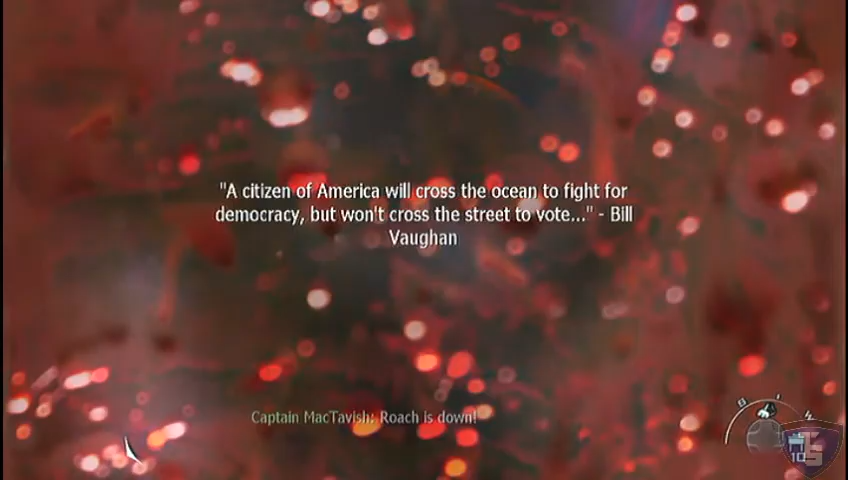 "A citizen of America will cross the ocean to fight for
democracy, but won't cross the street to vote..." - Bill
Vaughan
Captain MacTavish: Roach is down!